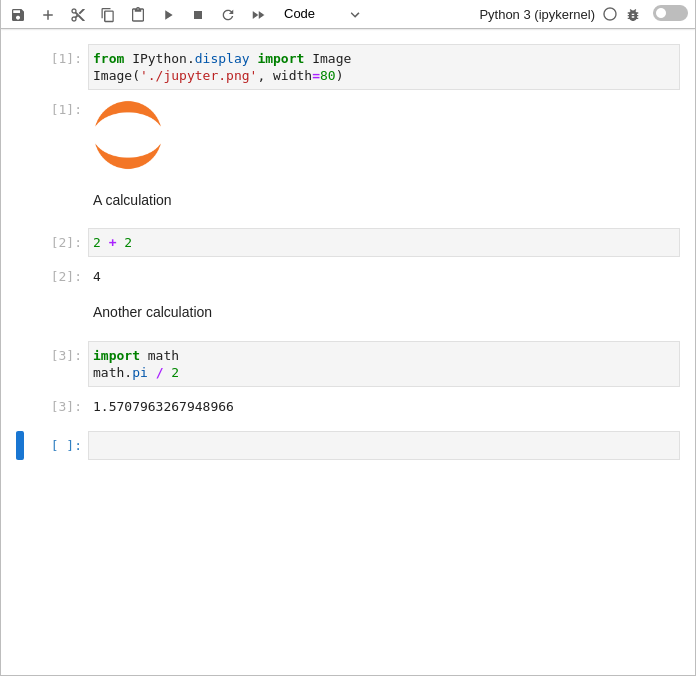 Code
Python 3 (ipykernel)
[1]:
from IPython.display import Image
Image('./jupyter.png', width=80)
[1]:
A calculation
[2]:
2 + 2
[2]:
4
Another calculation
[3]:
import math
math.pi / 2
[3]:
1.5707963267948966
[ ]: